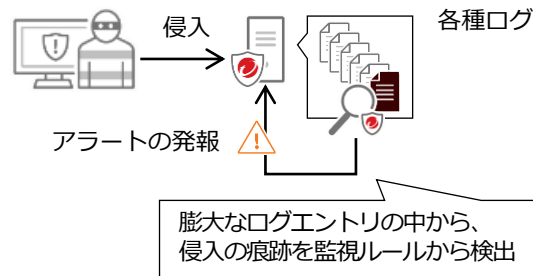 侵入
各種ログ
アラートの発報
膨大なログエントリの中から、
侵入の痕跡を監視ルールから検出